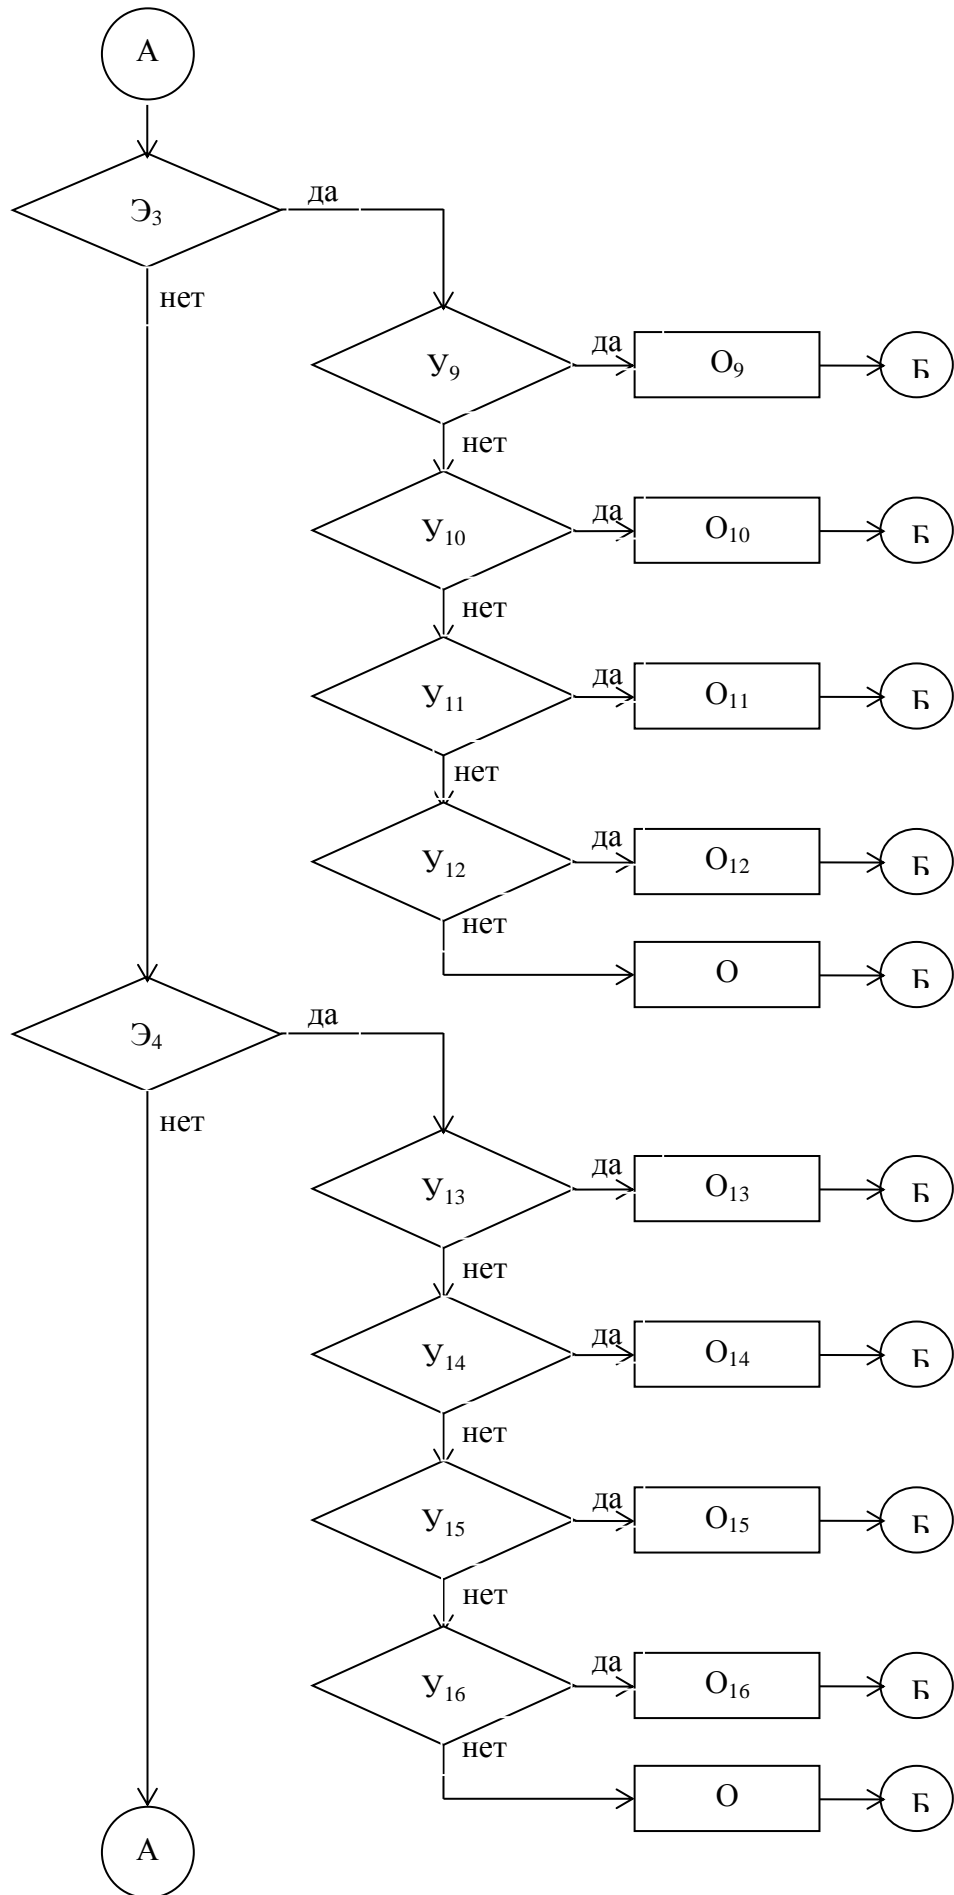 А
Э3 да
нет
У9 да О9 Б
нет
У10 да О10 Б
нет
У11 да О11 Б
нет
У12 да О12 Б
нет
О Б
Э4 да
нет
У13 да О13 Б
нет
У14 да О14 Б
нет
У15 да О15 Б
нет
У16 да О16 Б
нет
О Б
А